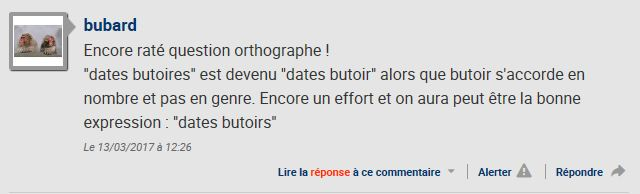 bubard
Encore raté question orthographe !
"dates butoires" est devenu "dates butoir" alors que butoir s'accorde en
nombre et pas en genre. Encore un effort et on aura peut être la bonne
expression : "dates butoirs"
Le 13/03/2017 à 12:26
Lire la réponse à ce commentaire Alerter Répondre